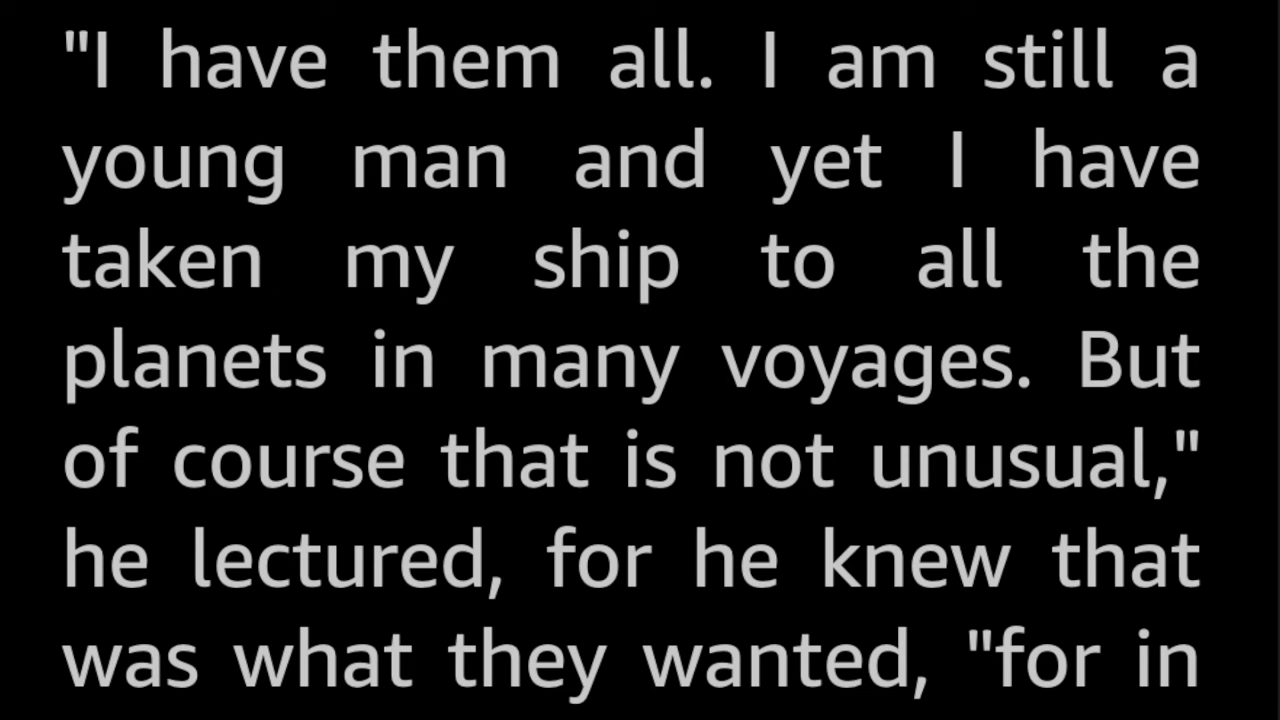 "I have them all. I am still a
young man and yet I have
taken my ship to all the
planets in many voyages. But
of course that is not unusual,"
he lectured, for he knew that
was what they wanted, "for in